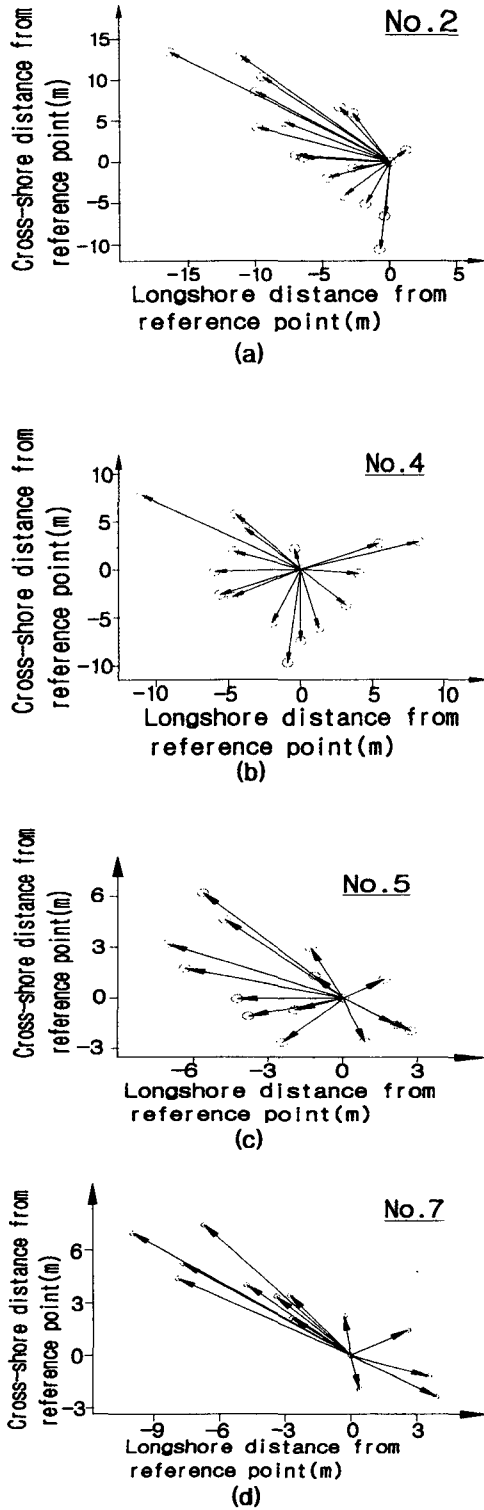 No.2
Cross-shore distance from
reference point(m)
15
10
5
0
-5
-10
-15
-10
-5
0
5
Longshore distance from
reference point(m)
(a)
No.4
Cross-shore distance from
reference point(m)
10
5
0
-5
-10
-10
-5
0
5
10
Longshore distance from
reference point(m)
(b)
No.5
Cross-shore distance from
reference point(m)
6
3
0
-3
-6
-3
0
3
Longshore distance from
reference point(m)
(c)
No.7
Cross-shore distance from
reference point(m)
6
3
0
-3
-9
-6
-3
0
3
Longshore distance from
reference point(m)
(d)